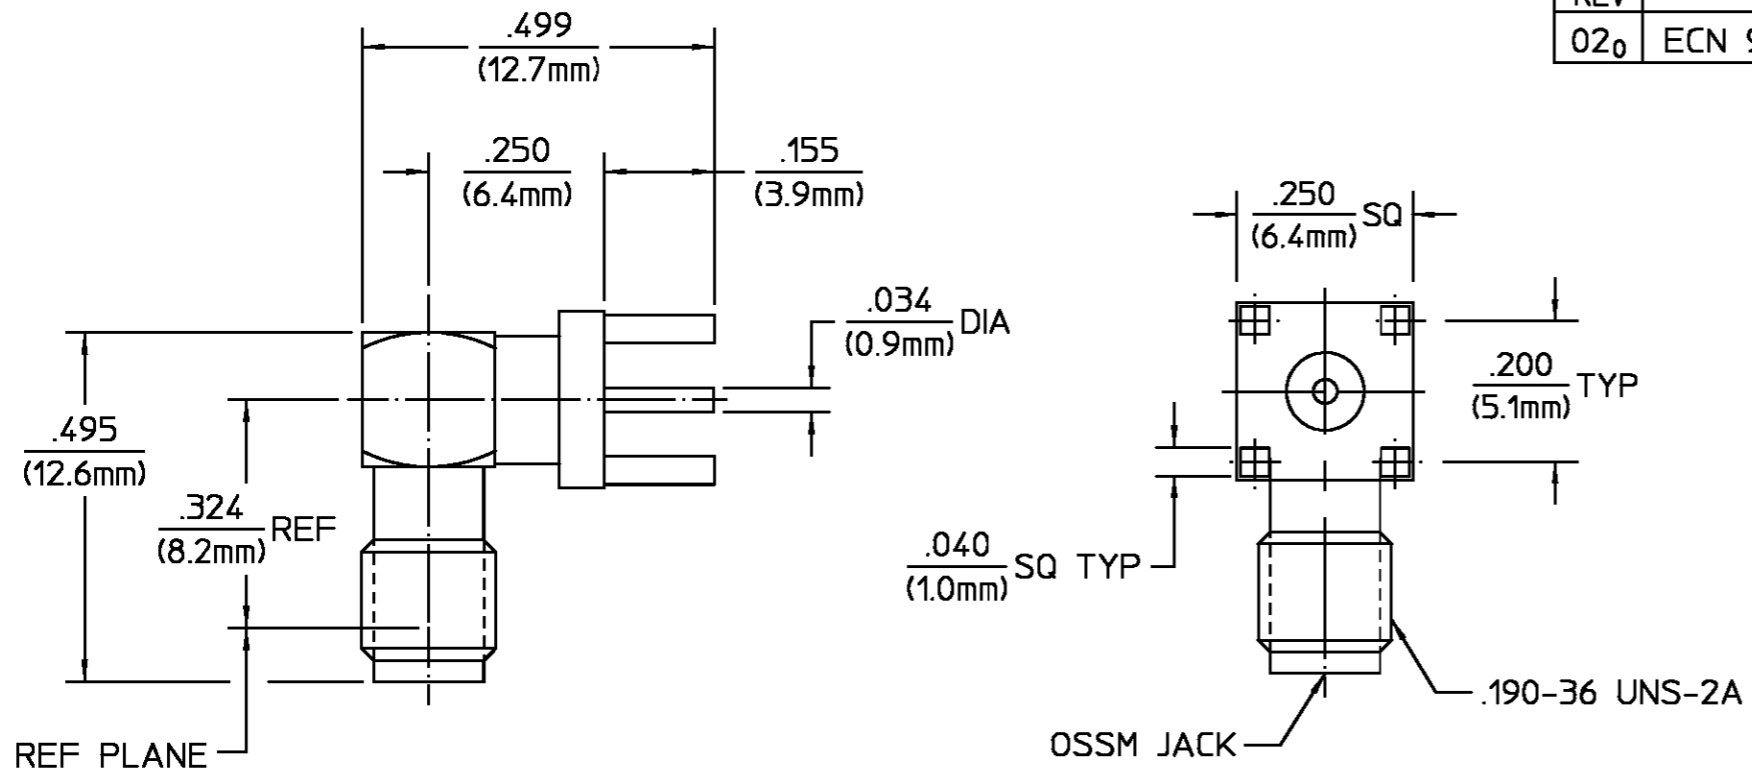 .499
(12.7mm)
.250
(6.4mm)
.155
(3.9mm)
.034
(0.9mm) DIA
.495
(12.6mm)
.324
(8.2mm) REF
REF PLANE
02₀ ECN
.250
(6.4mm) SQ
.200
(5.1mm) TYP
.040
(1.0mm) SQ TYP
.190-36 UNS-2A
OSSM JACK